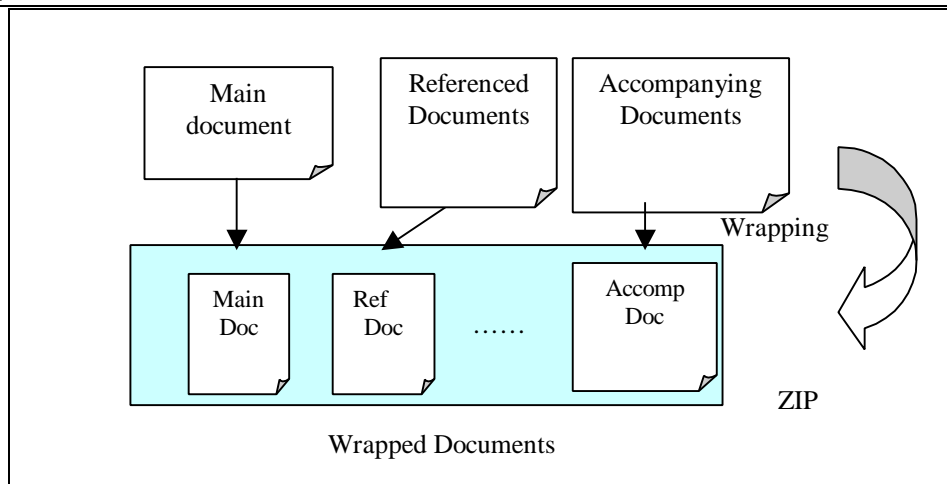 Main
document
Referenced
Documents
Accompanying
Documents
Wrapping
Main
Doc
Ref
Doc
……
Accomp
Doc
ZIP
Wrapped Documents